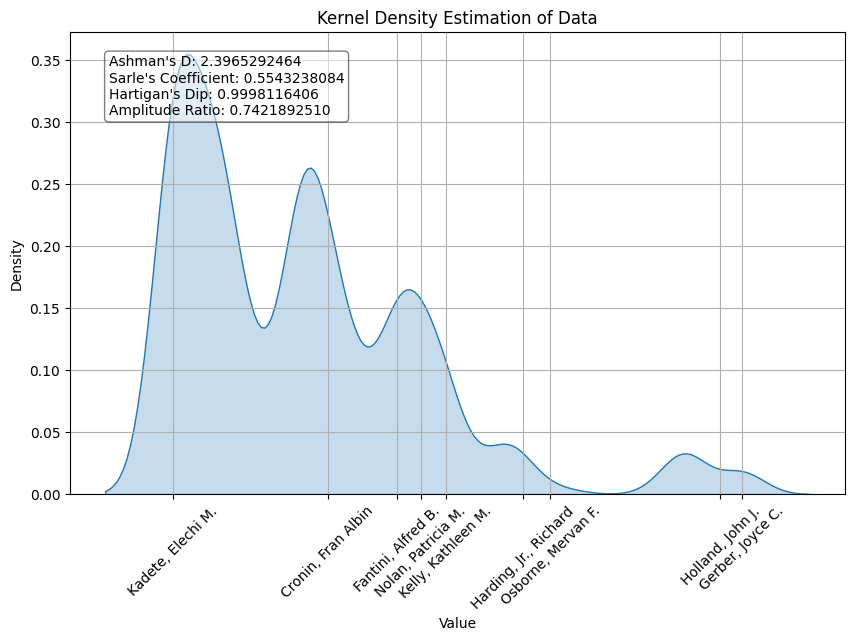 Kernel Density Estimation of Data
Ashman's D: 2.3965292464
Sarle's Coefficient: 0.5543238084
Hartigan's Dip: 0.9998116406
Amplitude Ratio: 0.7421892510
Density
0.35
0.30
0.25
0.20
0.15
0.10
0.05
0.00
Kadete, Elechi M.
Cronin, Fran Albin
Fantini, Alfred B.
Nolan, Patricia M.
Kelly, Kathleen M.
Harding, Jr., Richard
Osborne, Mervan F.
Holland, John J.
Gerber, Joyce C.
Value